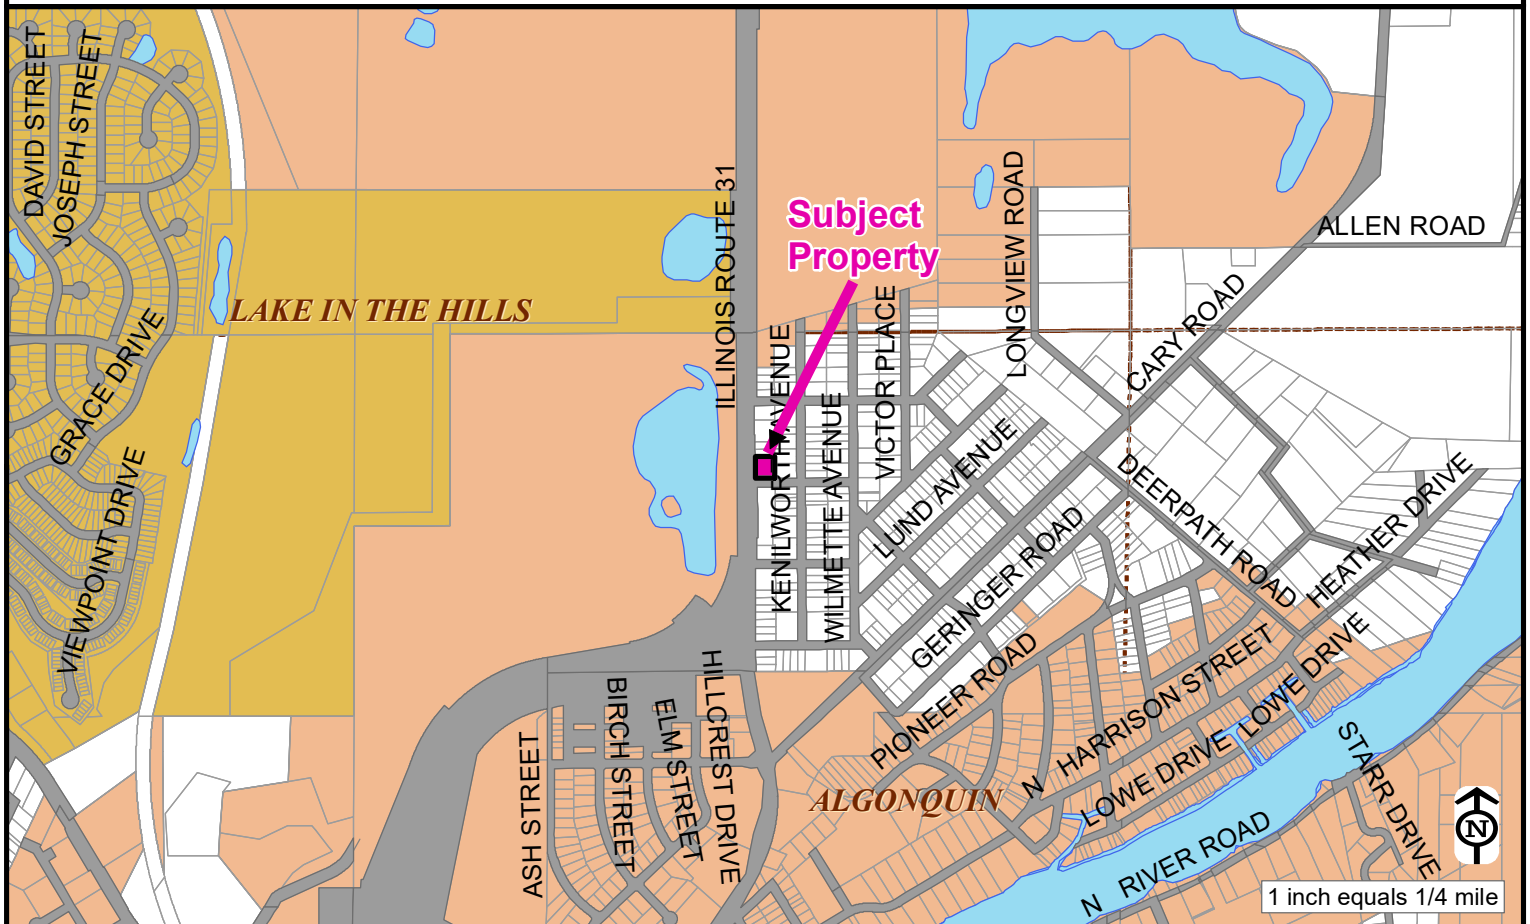 DAVID STREET
JOSEPH STREET
ILLINOIS ROUTE 31
Subject
Property
LONGVIEW ROAD
ALLEN ROAD
LAKE IN THE HILLS
GRACE DRIVE
KENILWORTH AVENUE
VICTOR PLACE
CARY ROAD
WILMETTE AVENUE
LUND AVENUE
VIEWPOINT DRIVE
DEERPATH ROAD
HEATHER DRIVE
GERINGER ROAD
PIONEER ROAD
N HARRISON STREET
LOWE DRIVE
LOWE DRIVE
HILLCREST DRIVE
BIRCH STREET
ELM STREET
ASH STREET
ALGONQUIN
STARR DRIVE
N RIVER ROAD
N
1 inch equals 1/4 mile